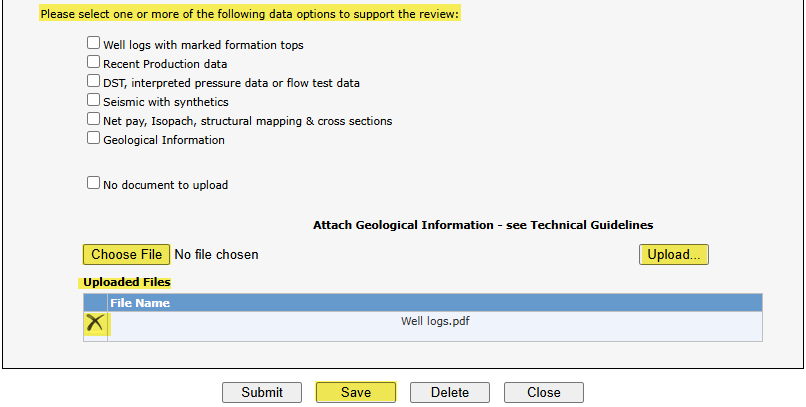 Please select one or more of the following data options to support the review:
Well logs with marked formation tops
Recent Production data
DST, interpreted pressure data or flow test data
Seismic with synthetics
Net pay, Isopach, structural mapping & cross sections
Geological Information
No document to upload
Attach Geological Information - see Technical Guidelines
Choose File No file chosen Upload...
Uploaded Files
File Name
Well logs.pdf
Submit Save Delete Close